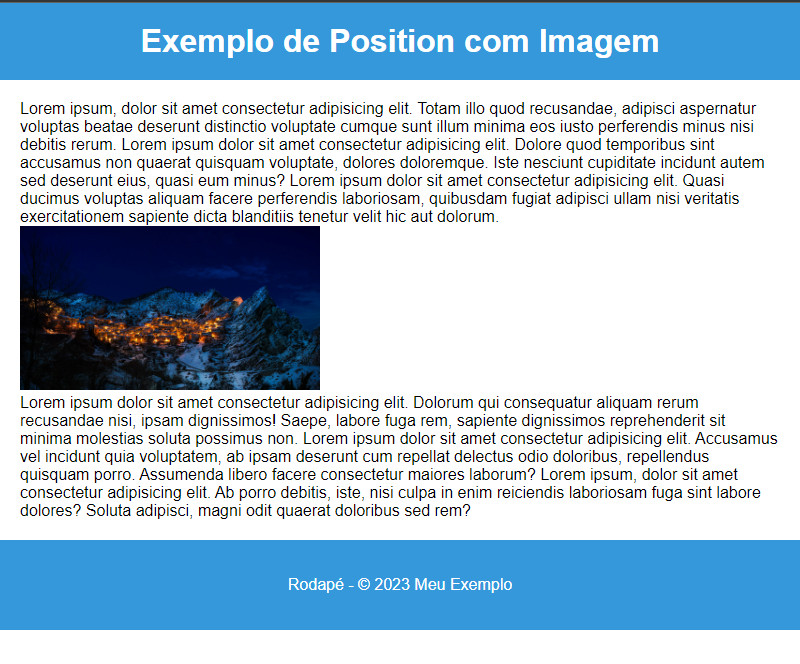 Exemplo de Position com Imagem
Lorem ipsum, dolor sit amet consectetur adipisicing elit. Totam illo quod recusandae, adipisci aspernatur
voluptas beatae deserunt distinctio voluptate cumque sunt illum minima eos iusto perferendis minus nisi
debitis rerum. Lorem ipsum dolor sit amet consectetur adipisicing elit. Dolore quod temporibus sint
accusamus non quaerat quisquam voluptate, dolores doloremque. Iste nesciunt cupiditate incidunt autem
sed deserunt eius, quasi eum minus? Lorem ipsum dolor sit amet consectetur adipisicing elit. Quasi
ducimus voluptas aliquam facere perferendis laboriosam, quibusdam fugiat adipisci ullam nisi veritatis
exercitationem sapiente dicta blanditiis tenetur velit hic aut dolorum.
Lorem ipsum dolor sit amet consectetur adipisicing elit. Dolorum qui consequatur aliquam rerum
recusandae nisi, ipsam dignissimos! Saepe, labore fuga rem, sapiente dignissimos reprehenderit sit
minima molestias soluta possimus non. Lorem ipsum dolor sit amet consectetur adipisicing elit. Accusamus
vel incidunt quia voluptatem, ab ipsam deserunt cum repellat delectus odio doloribus, repellendus
quisquam porro. Assumenda libero facere consectetur maiores laborum? Lorem ipsum, dolor sit amet
consectetur adipisicing elit. Ab porro debitis, iste, nisi culpa in enim reiciendis laboriosam fuga sint labore
dolores? Soluta adipisci, magni odit quaerat doloribus sed rem?
Rodapé - © 2023 Meu Exemplo